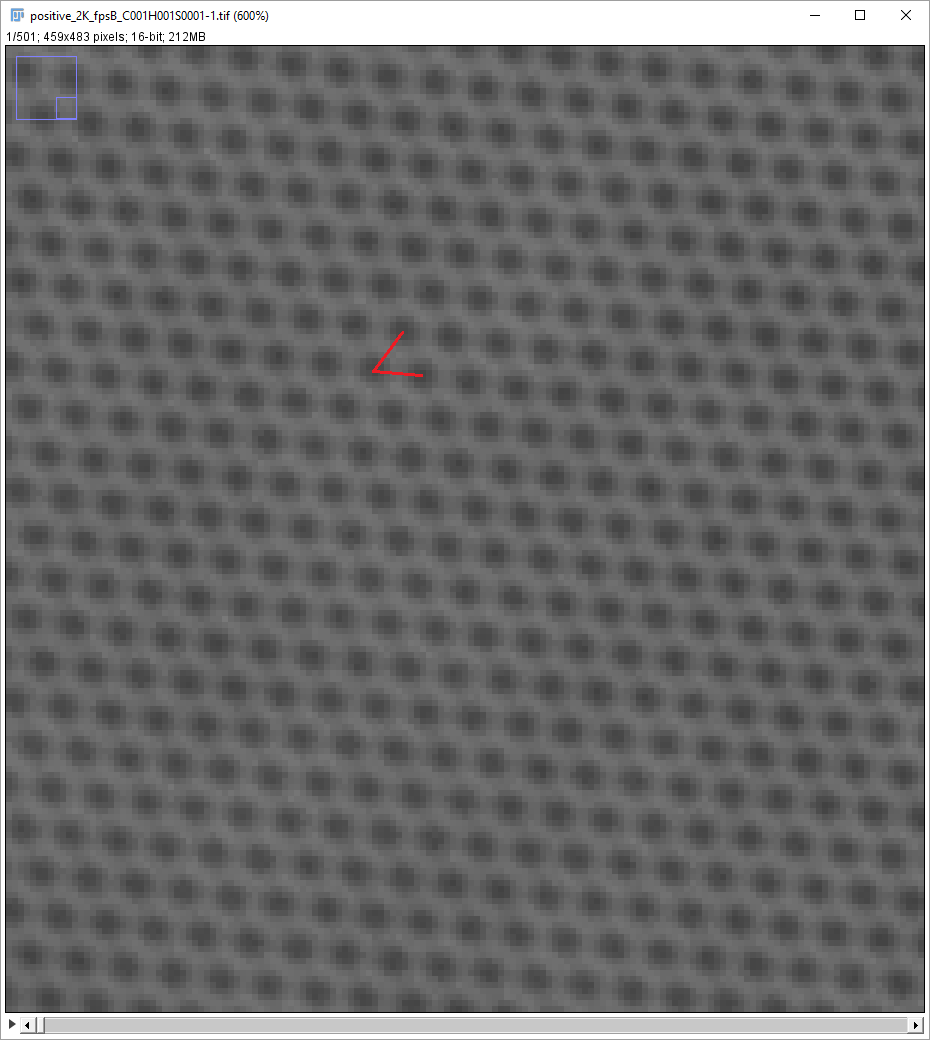 positive_2K_fpsB_C001H001S0001-1.tif (600%)
1/501; 459x483 pixels; 16-bit; 212MB